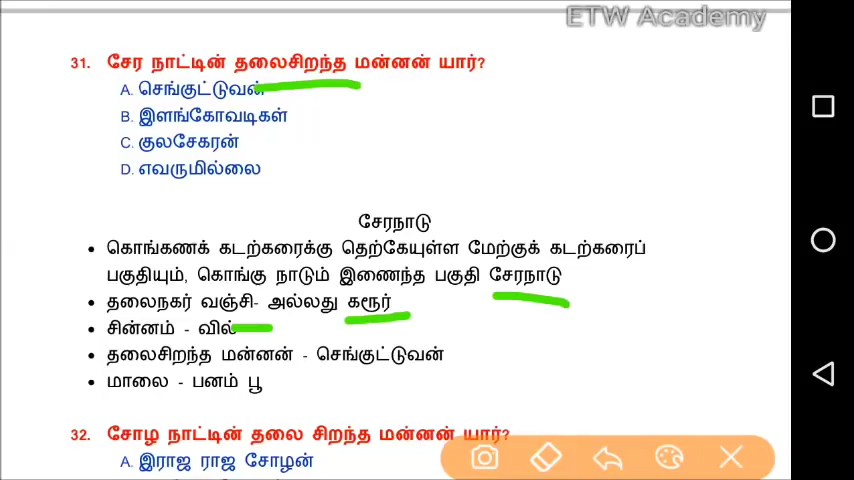 ETW Academy
31. சேர நாட்டின் தலைசிறந்த மன்னன் யார்?
A. செங்குட்டுவன்
B. இளங்கோவடிகள்
C. குலசேகரன்
D. எவருமில்லை
சேரநாடு
• கொங்கணக் கடற்கரைக்கு தெற்கேயுள்ள மேற்குக் கடற்கரைப்
பகுதியும், கொங்கு நாடும் இணைந்த பகுதி சேரநாடு
• தலைநகர் வஞ்சி- அல்லது கரூர்
• சின்னம் - வில்
• தலைசிறந்த மன்னன் - செங்குட்டுவன்
• மாலை - பனம் பூ
32. சோழ நாட்டின் தலை சிறந்த மன்னன் யார்?
A. இராஜ ராஜ சோழன்